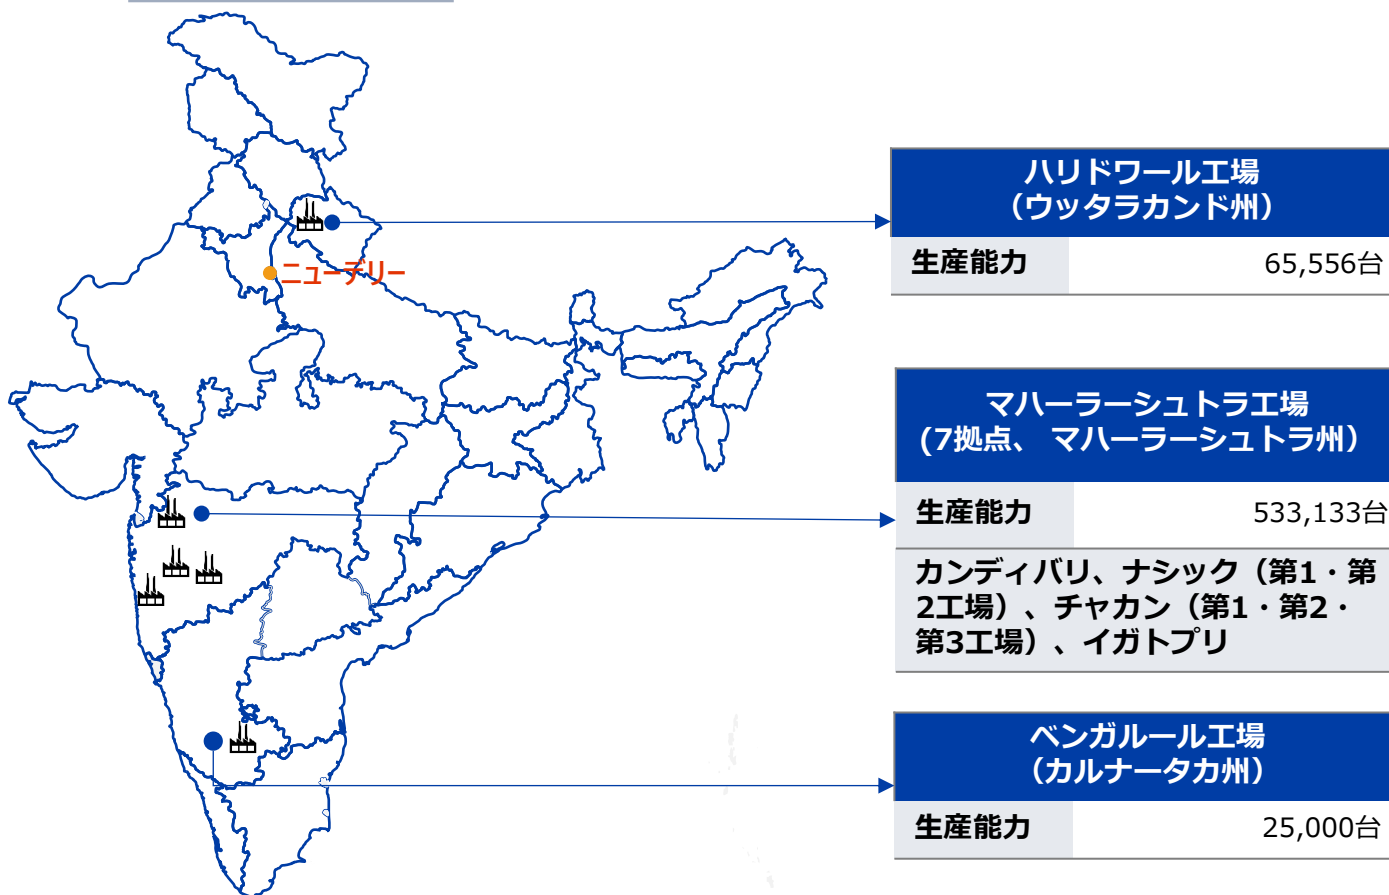 ハリドワール工場
（ウッタラカンド州）
生産能力 65,556台
ニューデリー
マハーラーシュトラ工場
(7拠点、 マハーラーシュトラ州）
生産能力 533,133台
カンディバリ、ナシック（第1・第
2工場）、チャカン（第1・第2・
第3工場）、イガトプリ
ベンガルール工場
（カルナータカ州）
生産能力 25,000台